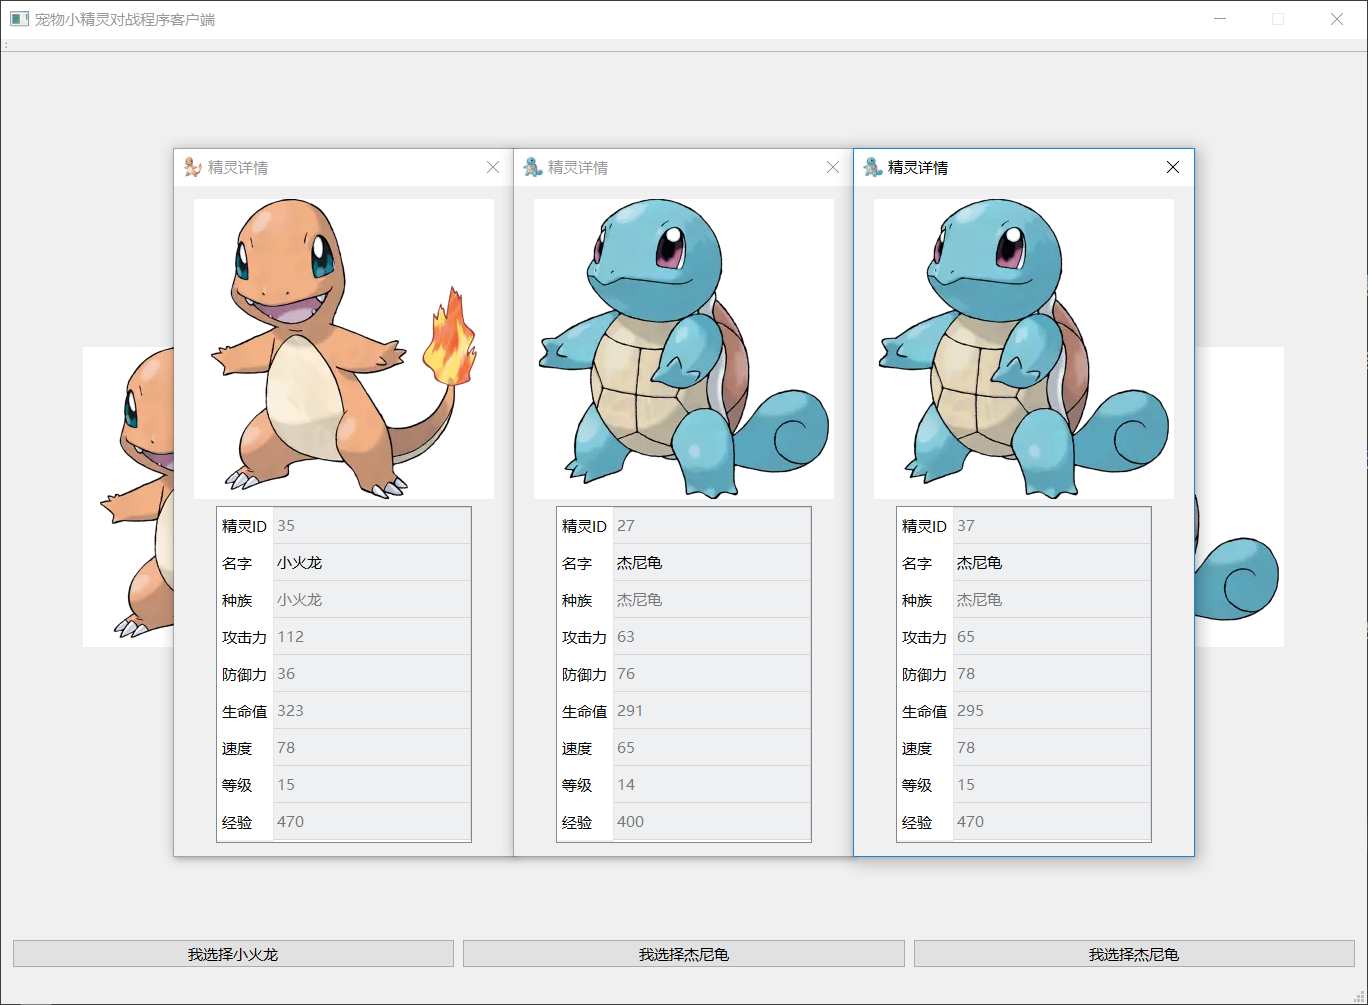 宠物小精灵对战程序客户端
精灵详情
精灵ID 35
名字 小火龙
种族 小火龙
攻击力 112
防御力 36
生命值 323
速度 78
等级 15
经验 470
精灵详情
精灵ID 27
名字 杰尼龟
种族 杰尼龟
攻击力 63
防御力 76
生命值 291
速度 65
等级 14
经验 400
精灵详情
精灵ID 37
名字 杰尼龟
种族 杰尼龟
攻击力 65
防御力 78
生命值 295
速度 78
等级 15
经验 470
我选择小火龙
我选择杰尼龟
我选择杰尼龟